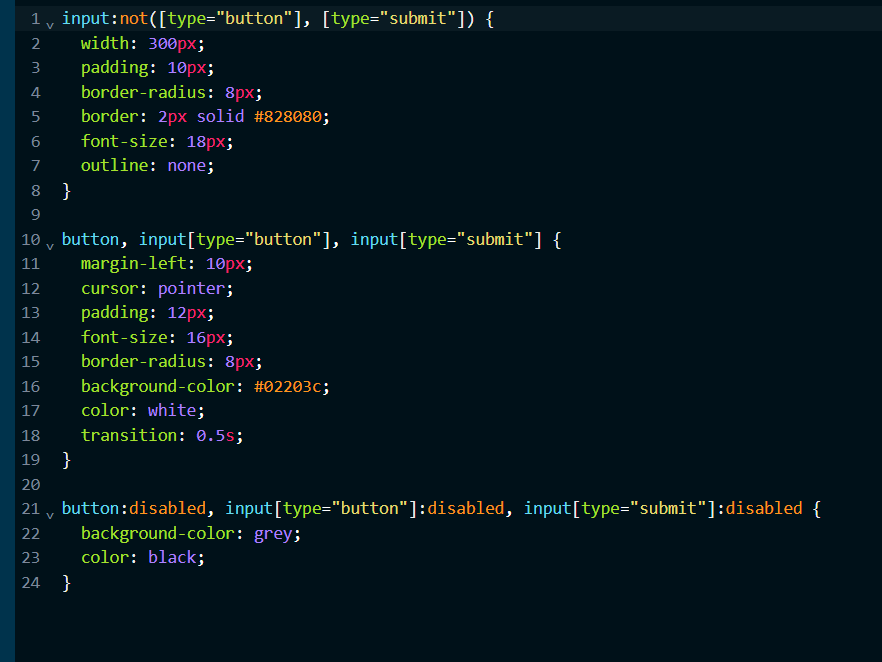 1 input:not([type="button"], [type="submit"]) {
2   width: 300px;
3   padding: 10px;
4   border-radius: 8px;
5   border: 2px solid #828080;
6   font-size: 18px;
7   outline: none;
8 }
9
10 button, input[type="button"], input[type="submit"] {
11   margin-left: 10px;
12   cursor: pointer;
13   padding: 12px;
14   font-size: 16px;
15   border-radius: 8px;
16   background-color: #02203c;
17   color: white;
18   transition: 0.5s;
19 }
20
21 button:disabled, input[type="button"]:disabled, input[type="submit"]:disabled {
22   background-color: grey;
23   color: black;
24 }